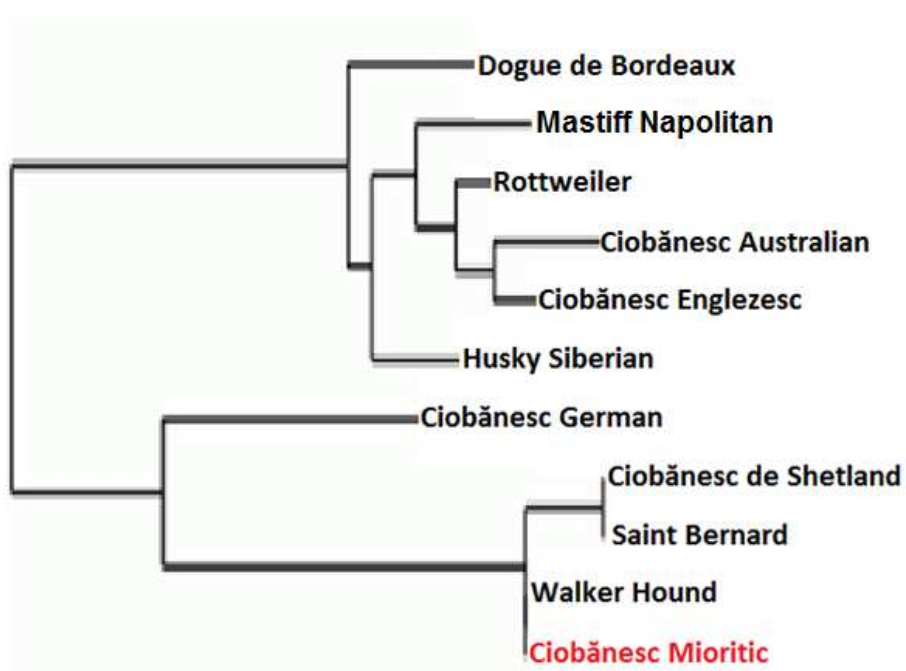 Dogue de Bordeaux
Mastiff Napolitan
Rottweiler
Ciobănesc Australian
Ciobănesc Englezesc
Husky Siberian
Ciobănesc German
Ciobănesc de Shetland
Saint Bernard
Walker Hound
Ciobănesc Mioritic